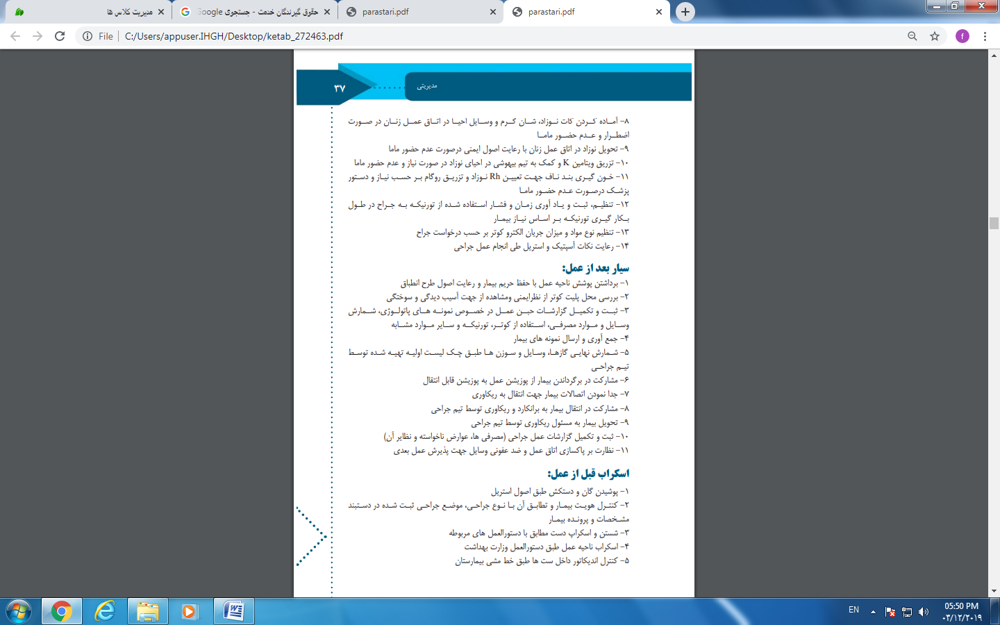 مدیریت کلاس ها
حقوق گیرندگان خدمت - جستجوی Google
parastari.pdf
parastari.pdf
File
C:/Users/appuser.IHGH/Desktop/ketab_272463.pdf
f
۳۷
مدیریتی
۸- آماده کردن کات نوزاد، شان گرم و وسایل احیا در اتاق عمل زنان در صورت
اضطرار و عدم حضور ماما
۹- تحویل نوزاد در اتاق عمل زنان با رعایت اصول ایمنی درصورت عدم حضور ماما
۱۰- تزریق ویتامین K و کمک به تیم بیهوشی در احیای نوزاد در صورت نیاز و عدم حضور ماما
۱۱- خون گیری بند ناف جهت تعیین Rh نوزاد و تزریق روگام بر حسب نیاز و دستور
پزشک درصورت عدم حضور ماما
۱۲- تنظیم، ثبت و یاد آوری زمان و فشار استفاده شده از تورنیکه به جراح در طول
بکار گیری تورنیکه بر اساس نیاز بیمار
۱۳- تنظیم نوع مواد و میزان جریان الکترو کوتر بر حسب درخواست جراح
۱۴- رعایت نکات آسپتیک و استریل طی انجام عمل جراحی
سیار بعد از عمل:
۱- برداشتن پوشش ناحیه عمل با حفظ حریم بیمار و رعایت اصول طرح انطباق
۲- بررسی محل پلیت کوتر از نظرایمنی ومشاهده از جهت آسیب دیدگی و سوختگی
۳- ثبت و تکمیل گزارشات حین عمل در خصوص نمونه های پاتولوژی، شمارش
وسایل و موارد مصرفی، استفاده از کوتر، تورنیکه و سایر موارد مشابه
۴- جمع آوری و ارسال نمونه های بیمار
۵- شمارش نهایی گازها، وسایل و سوزن ها طبق چک لیست اولیه تهیه شده توسط
تیم جراحی
۶- مشارکت در برگرداندن بیمار از پوزیشن عمل به پوزیشن قابل انتقال
۷- جدا نمودن اتصالات بیمار جهت انتقال به ریکاوری
۸- مشارکت در انتقال بیمار به برانکارد و ریکاوری توسط تیم جراحی
۹- تحویل بیمار به مسئول ریکاوری توسط تیم جراحی
۱۰- ثبت و تکمیل گزارشات عمل جراحی (مصرفی ها، عوارض ناخواسته و نظایر آن)
۱۱- نظارت بر پاکسازی اتاق عمل و ضد عفونی وسایل جهت پذیرش عمل بعدی
اسکراب قبل از عمل:
۱- پوشیدن گان و دستکش طبق اصول استریل
۲- کنترل هویت بیمار و تطابق آن با نوع جراحی، موضع جراحی ثبت شده در دستبند
مشخصات و پرونده بیمار
۳- شستن و اسکراپ دست مطابق با دستورالعمل های مربوطه
۴- اسکراب ناحیه عمل طبق دستورالعمل وزارت بهداشت
۵- کنترل اندیکاتور داخل ست ها طبق خط مشی بیمارستان
EN
05:50 PM
۰۳/۱۲/۲۰۱۹